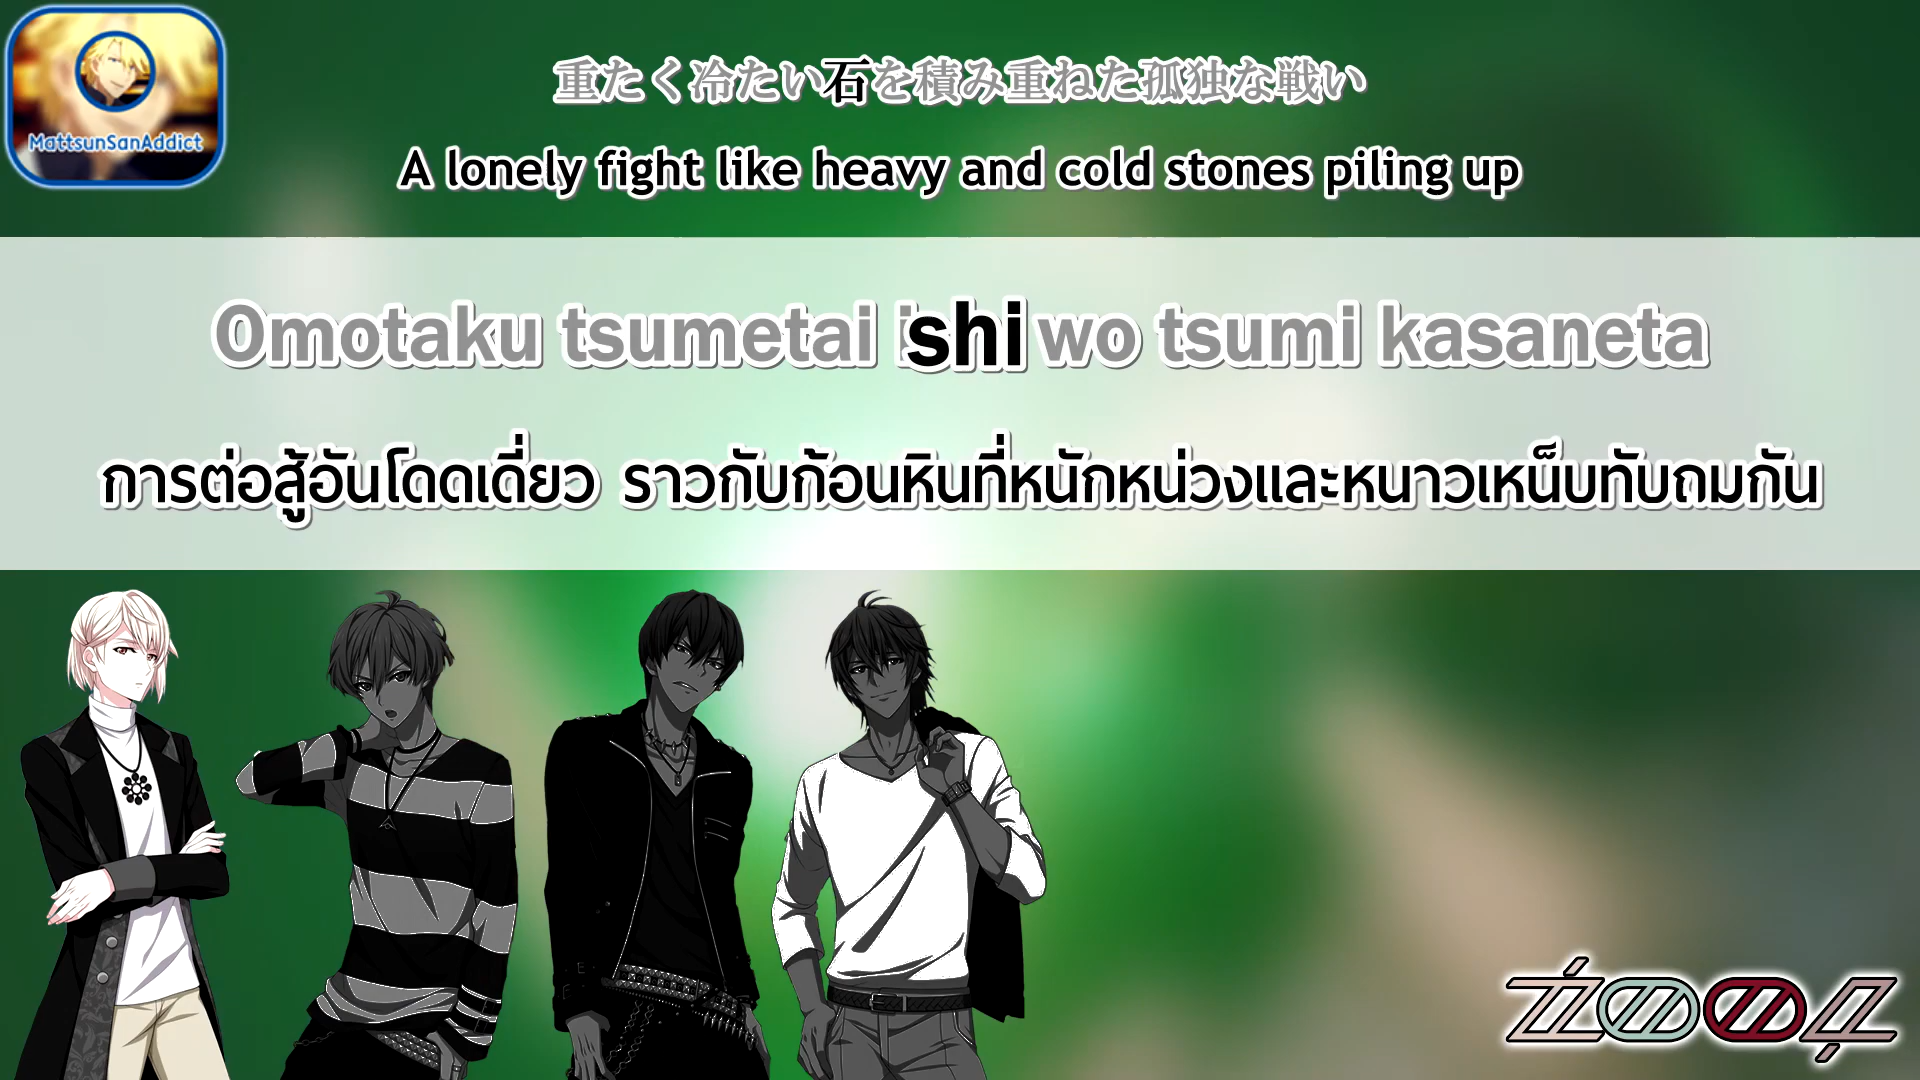 MattsunSanAddict
重たく冷たい石を積み重ねた孤独な戦い
A lonely fight like heavy and cold stones piling up
Omotaku tsumetai ishi wo tsumi kasaneta
การต่อสู้อันโดดเดี่ยว ราวกับก้อนหินที่หนักหน่วงและหนาวเหน็บทับถมกัน
ŹOOĻ